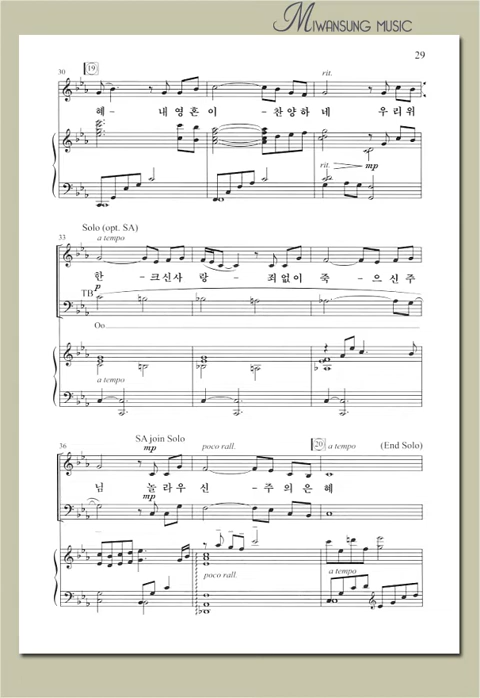 MIWANSUNG MUSIC
29
30
19
rit.
혜 - 내 영 혼 이 - 찬 양 하 네 우 리 위
rit. mp
Solo (opt. SA)
33
a tempo
한 - 크 신 사 랑 - 죄 없 이 죽 - 으 신 주
p
TB
Oo
a tempo
SA join Solo
36
mp
poco rall.
20
a tempo
(End Solo)
님 놀 라 우 신 - 주 의 은 혜
mp
poco rall.
a tempo